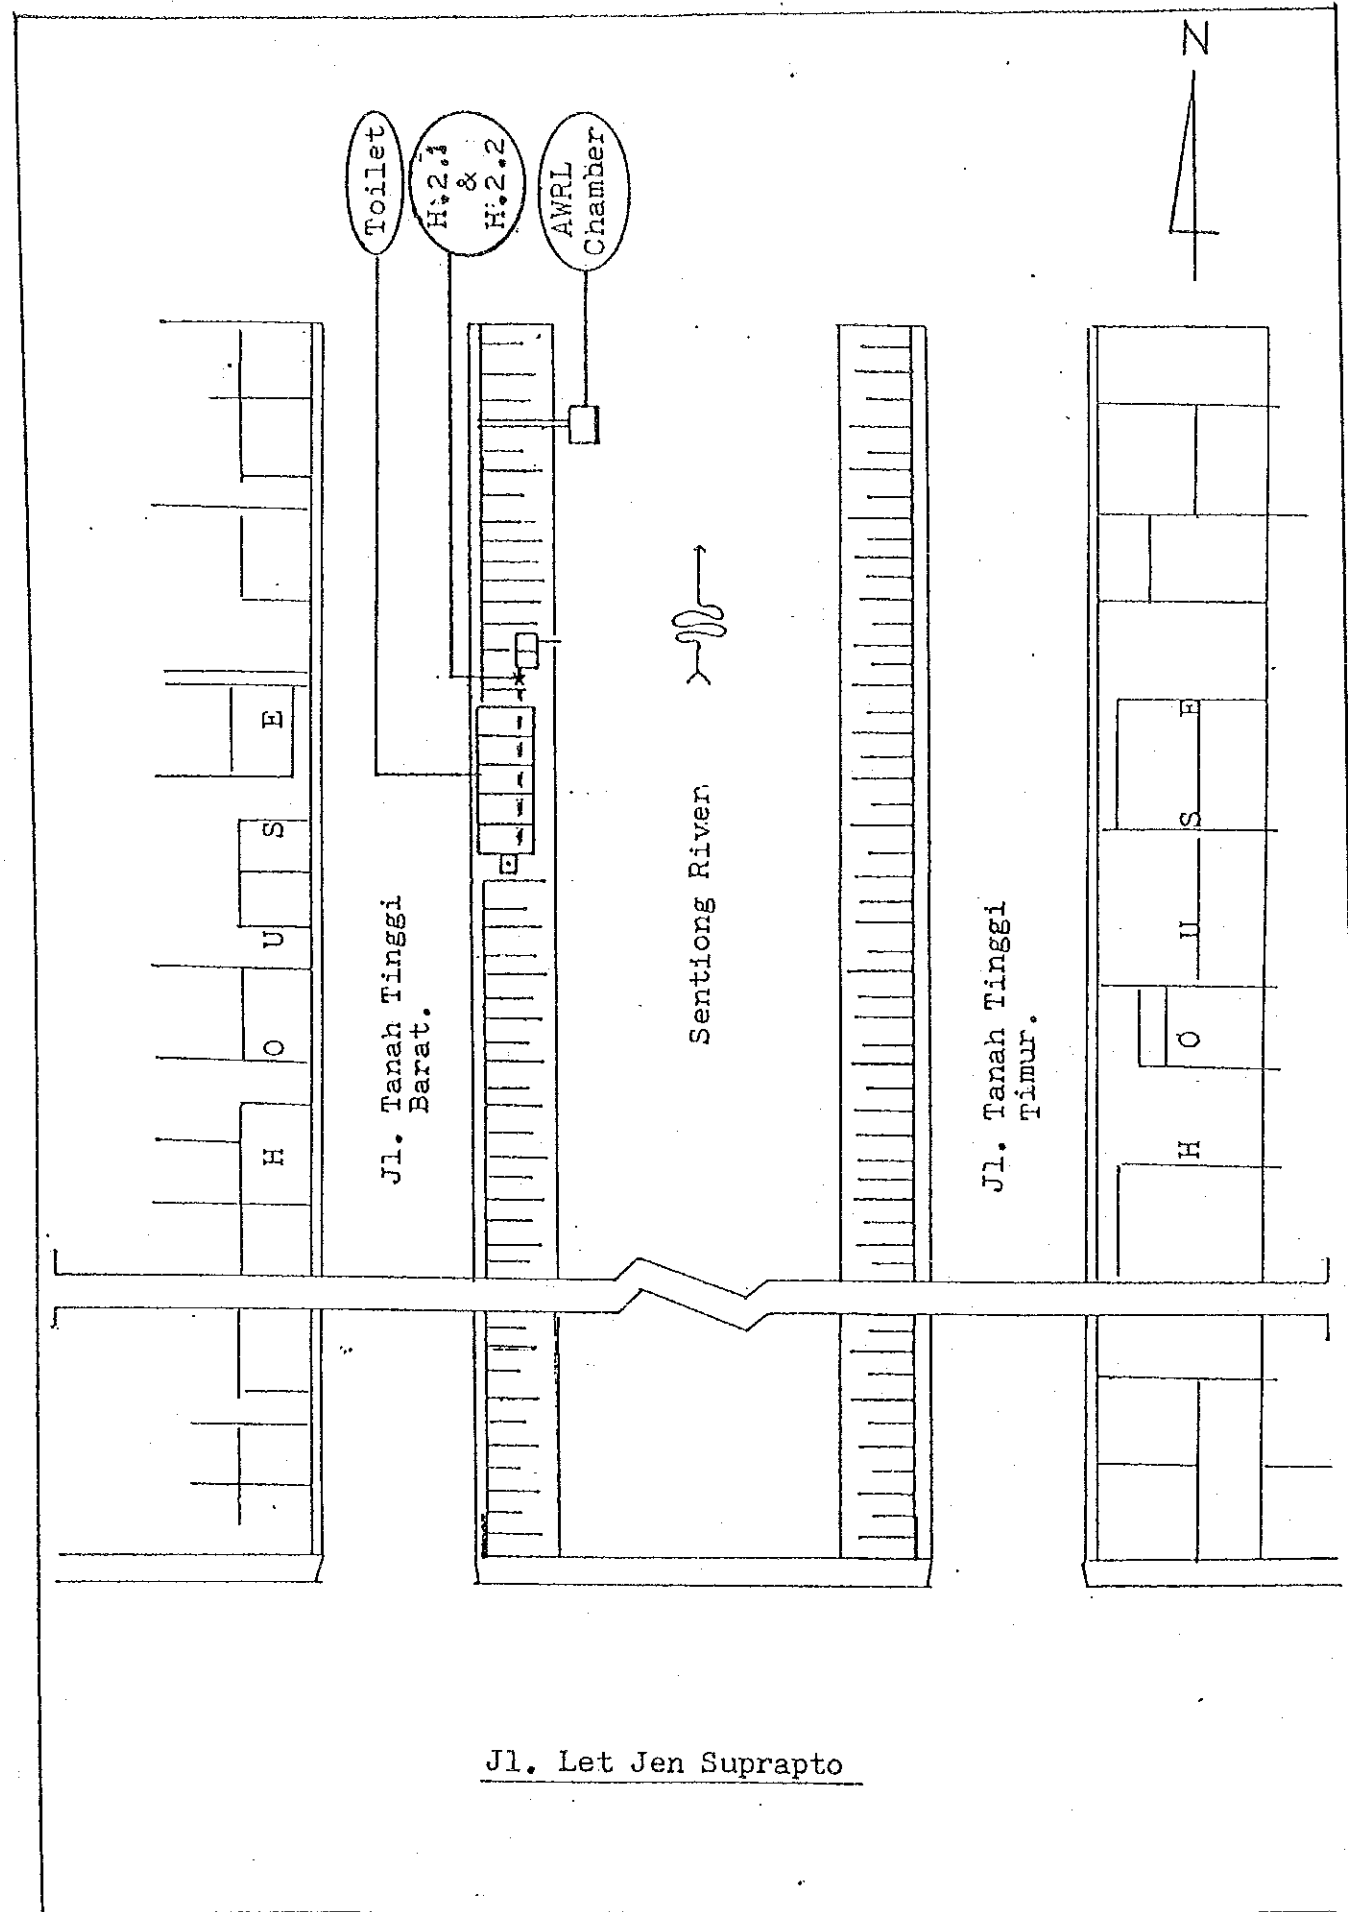 N
Toilet
H.2.1
&
H.2.2
AWRL
Chamber
H O U S E
Jl. Tanah Tinggi
Barat.
Sentiong River
Jl. Tanah Tinggi
Timur.
H O U S E
Jl. Let Jen Suprapto